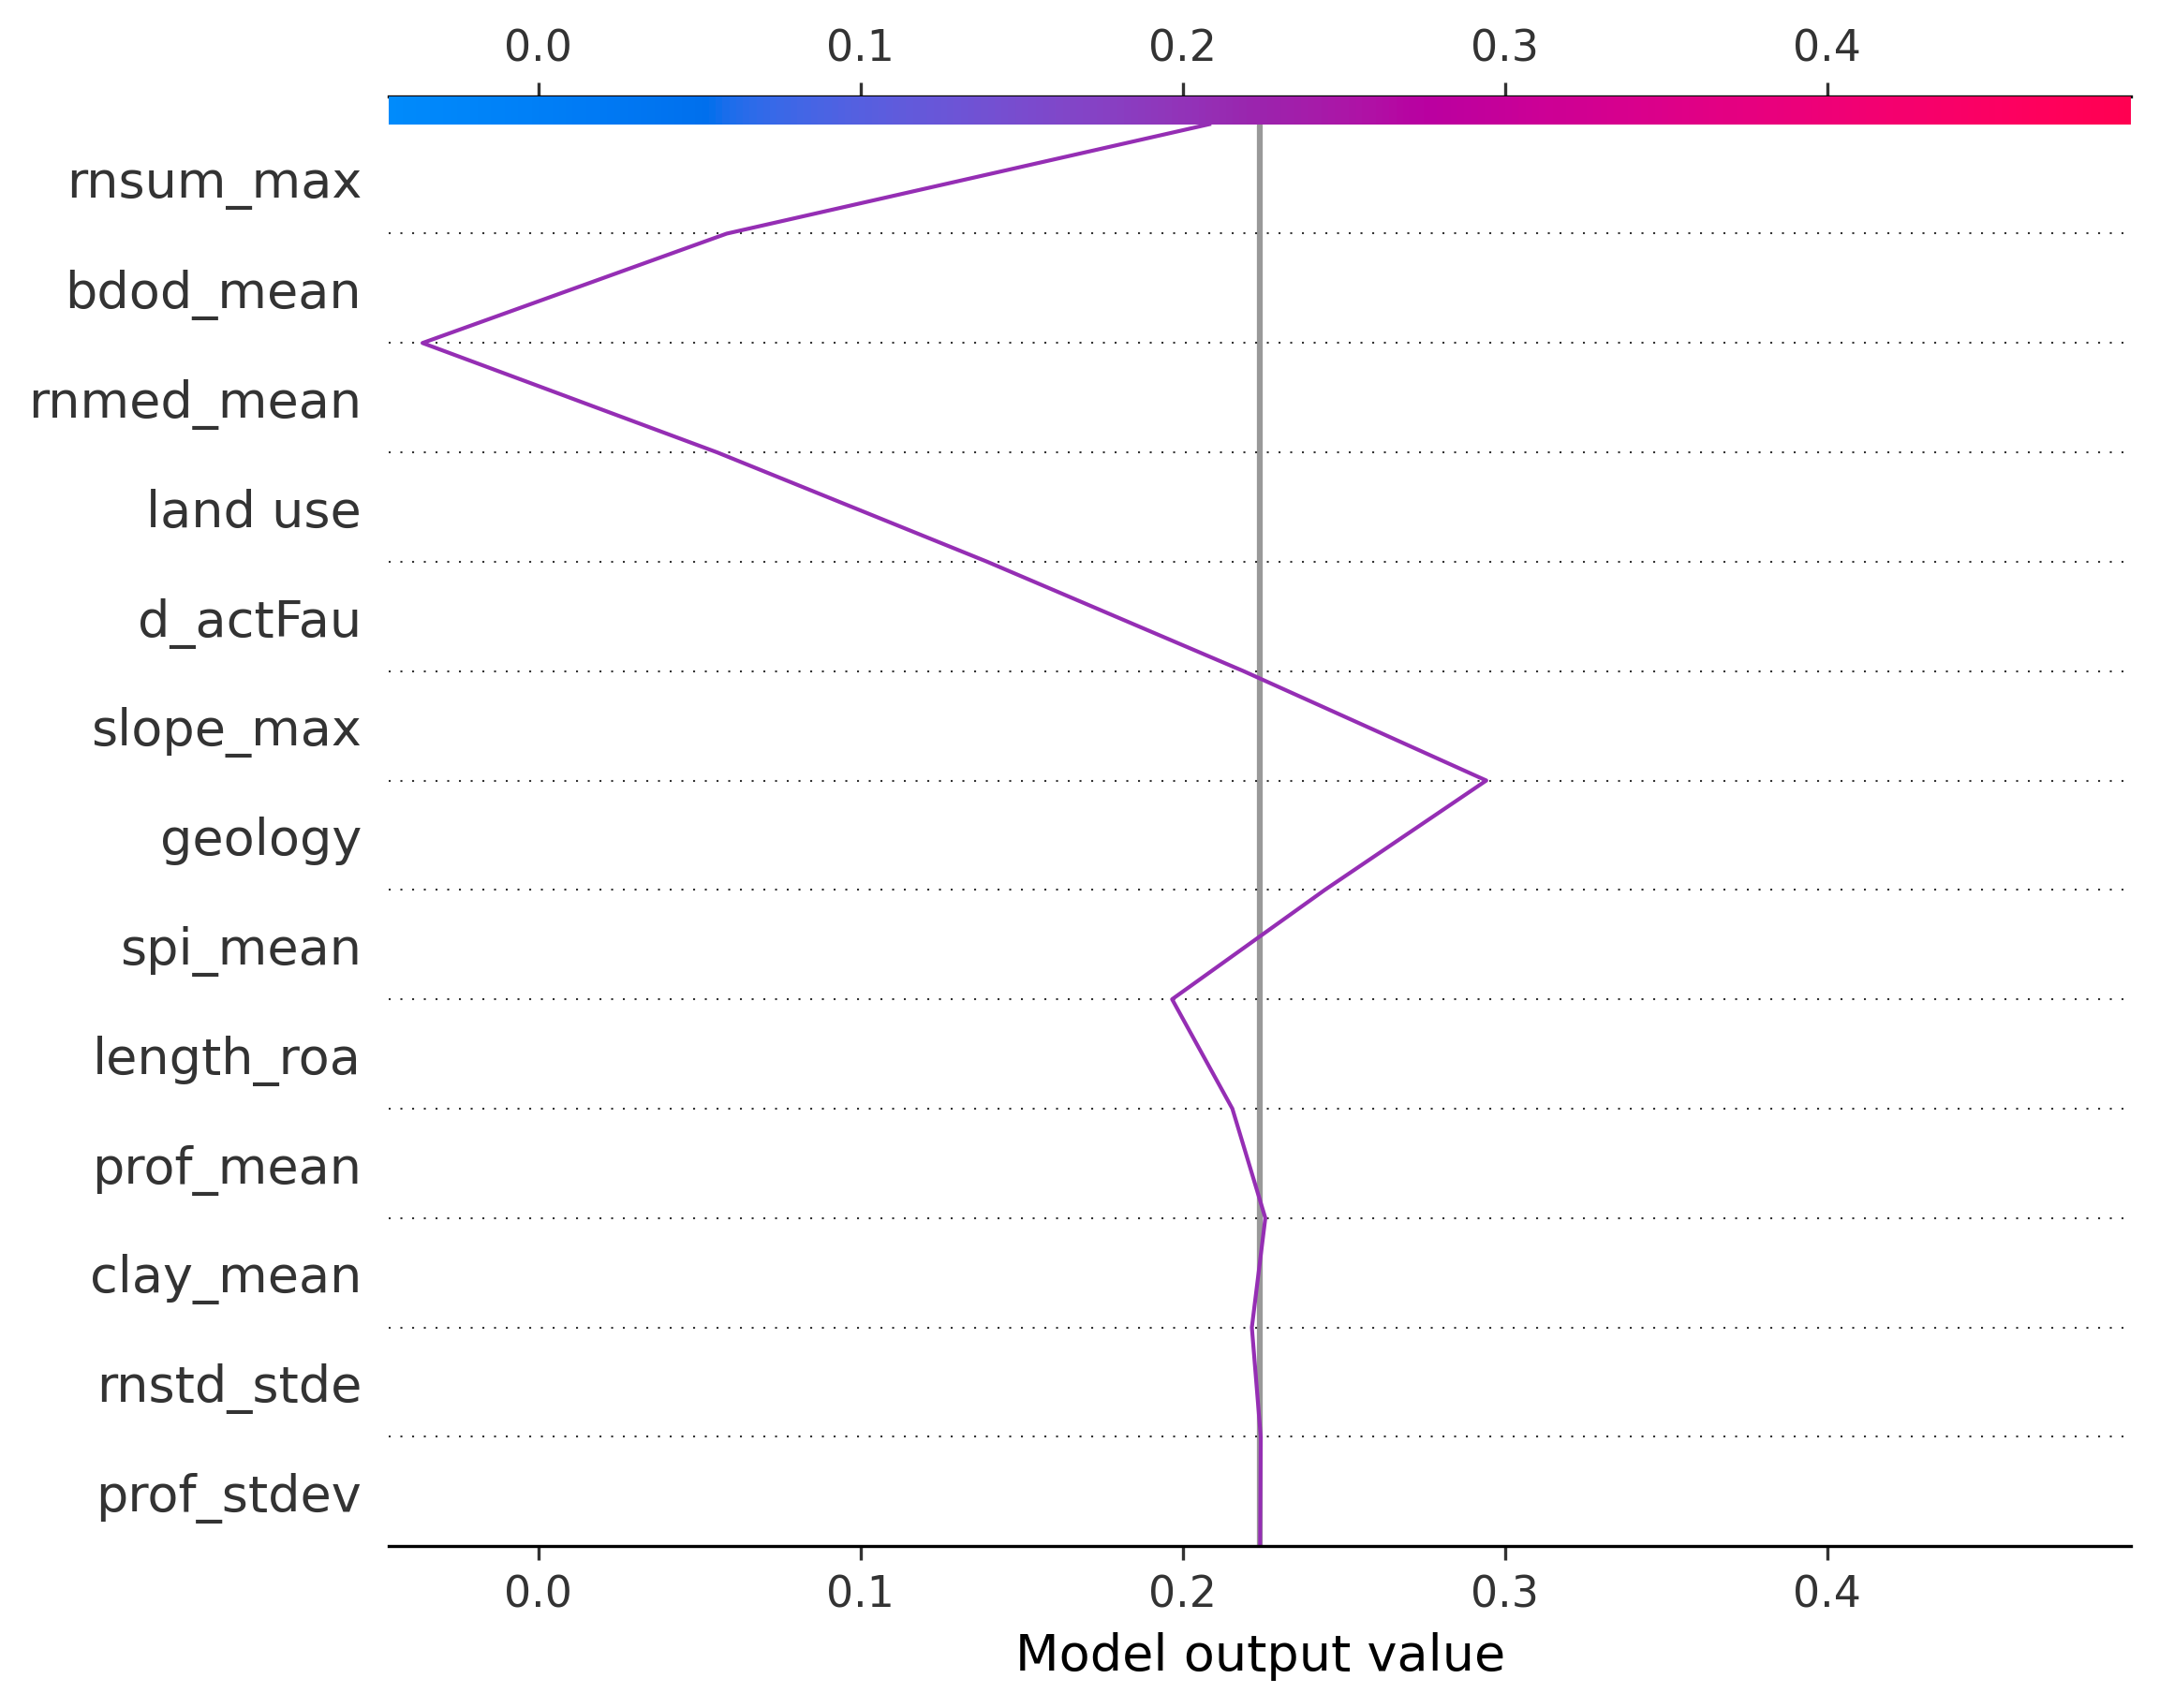 0.0 0.1 0.2 0.3 0.4
rnsum_max
bdod_mean
rnmed_mean
land use
d_actFau
slope_max
geology
spi_mean
length_roa
prof_mean
clay_mean
rnstd_stde
prof_stdev
0.0 0.1 0.2 0.3 0.4
Model output value